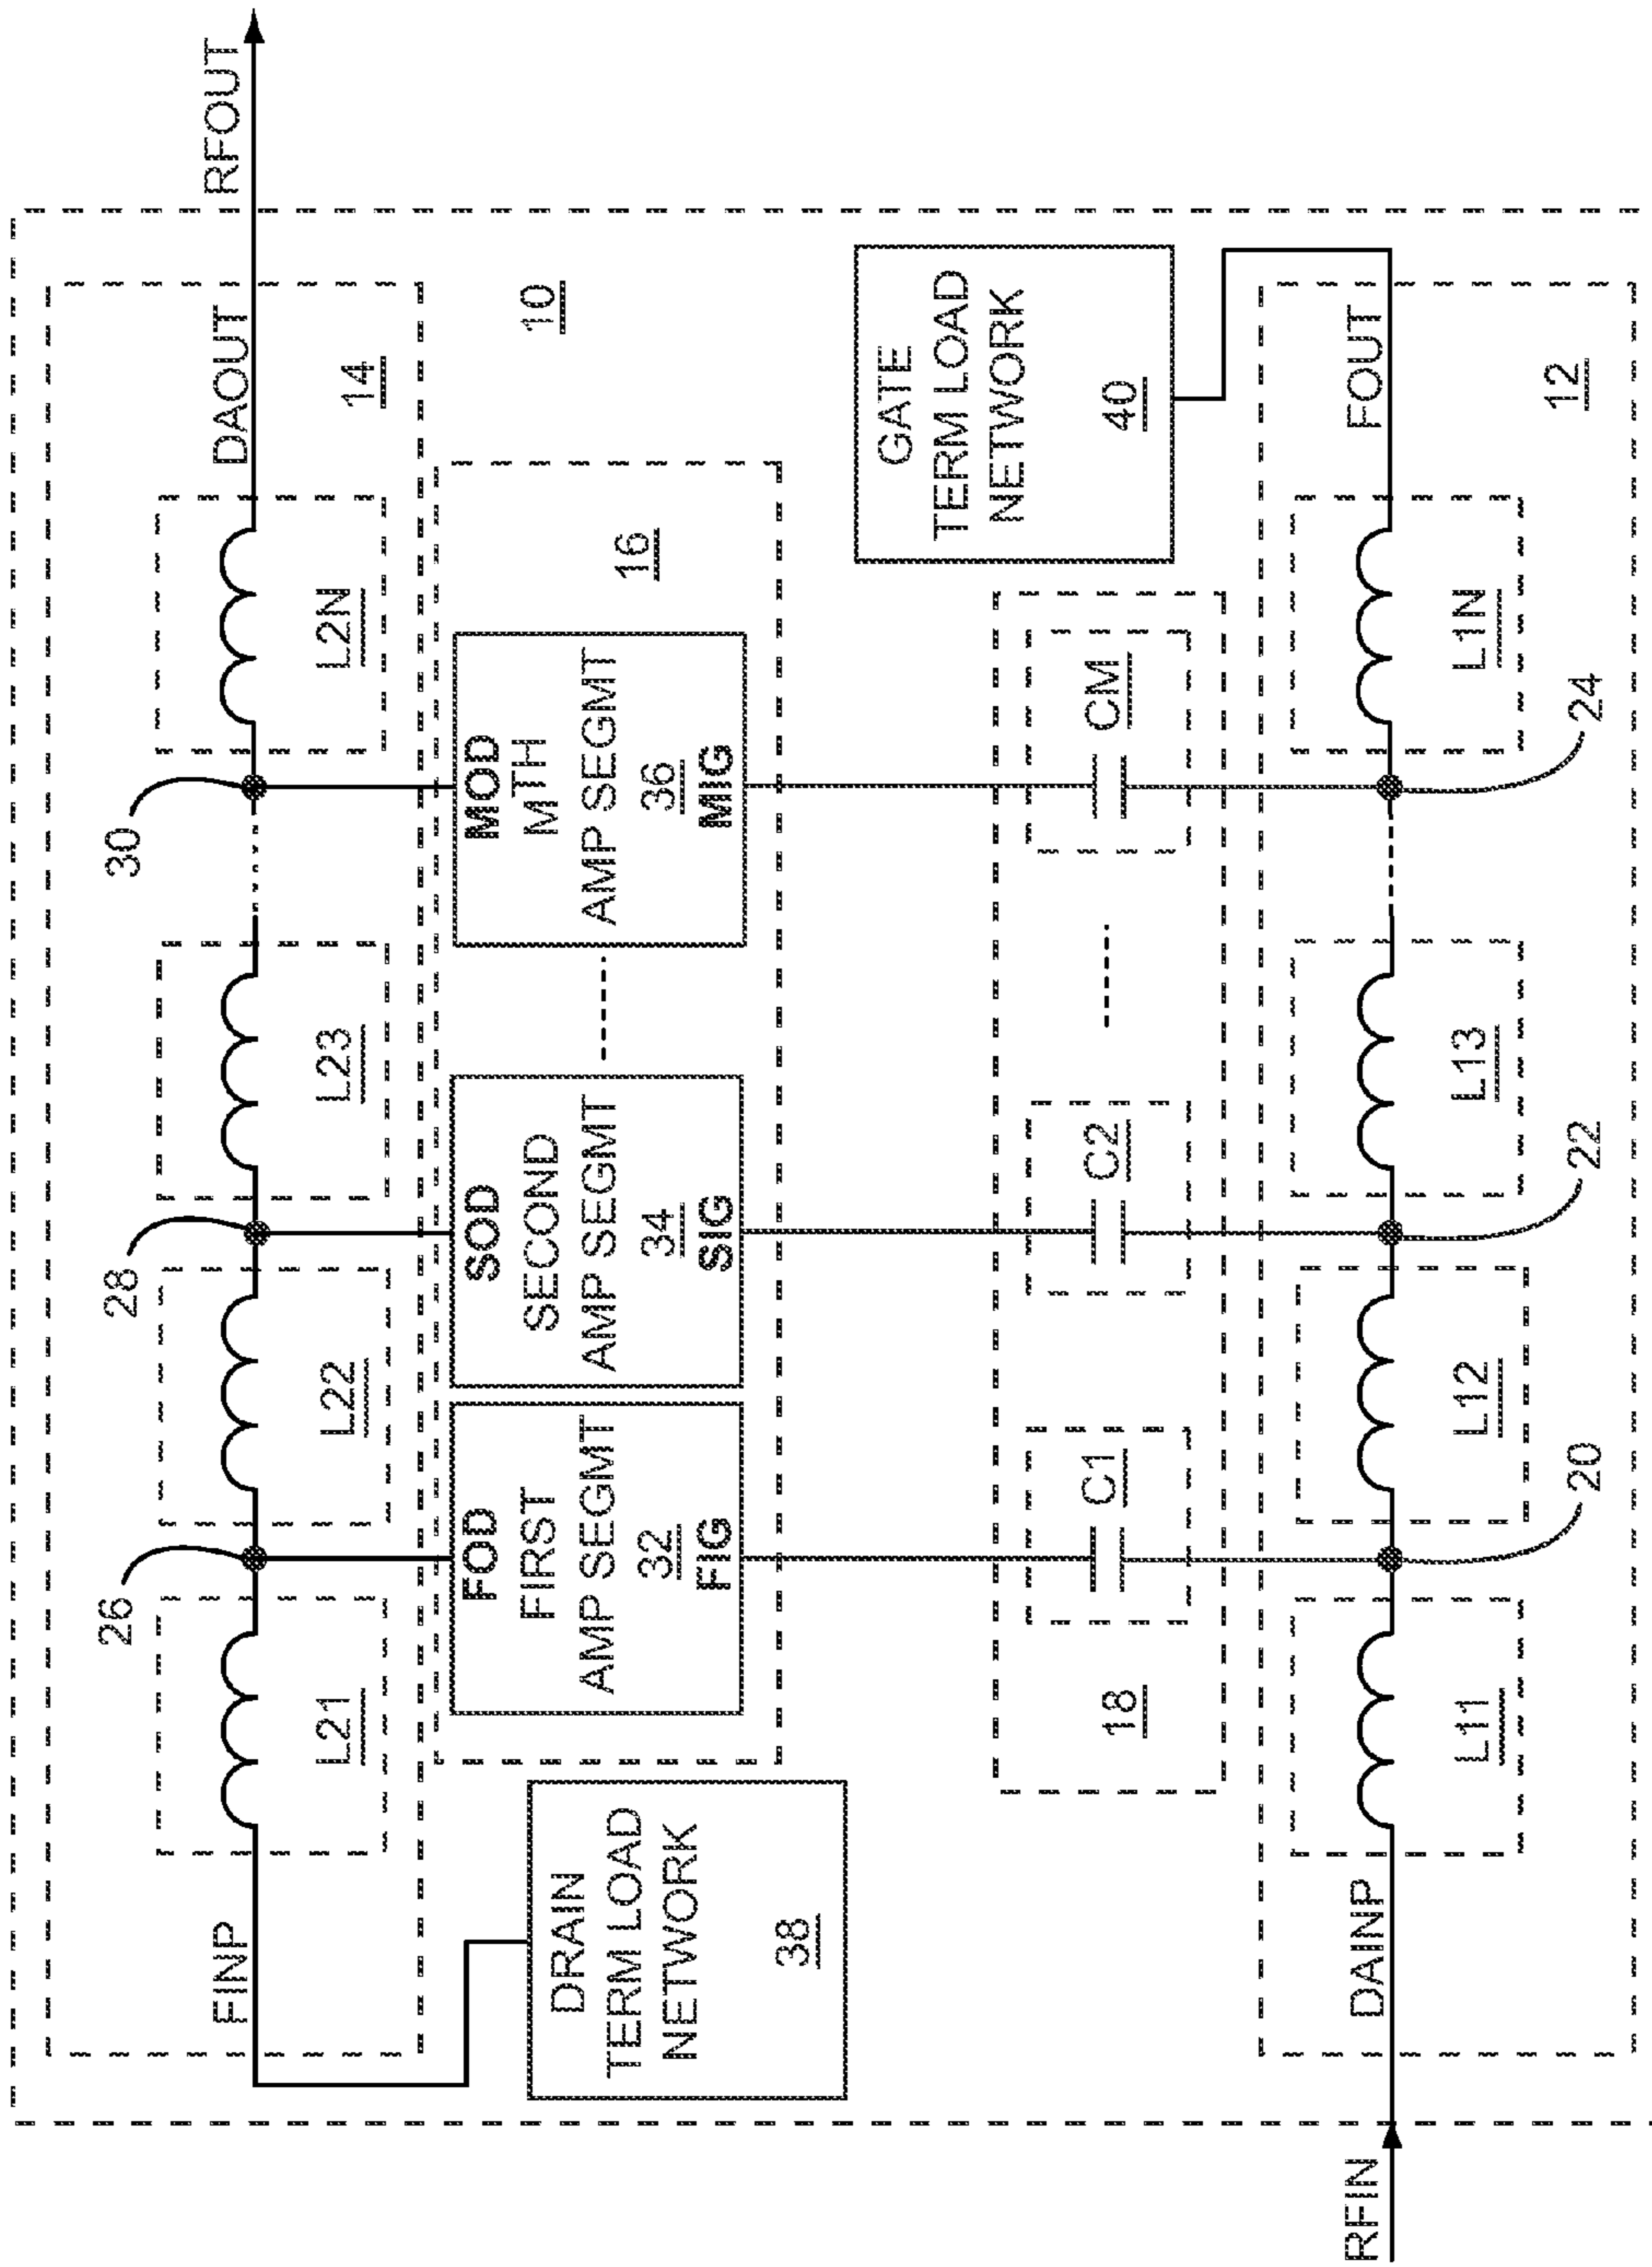 26
28
30
FINP
DAOUT
RFOUT
L21
L22
L23
L2N
14
FOD
FIRST
AMP SEGMT
32
FIG
SOD
SECOND
AMP SEGMT
34
SIG
MOD
MTH
AMP SEGMT
36
MIG
16
10
DRAIN
TERM LOAD
NETWORK
38
GATE
TERM LOAD
NETWORK
40
18
C1
C2
CM
RFIN
DAINP
FOUT
L11
L12
L13
L1N
12
20
22
24